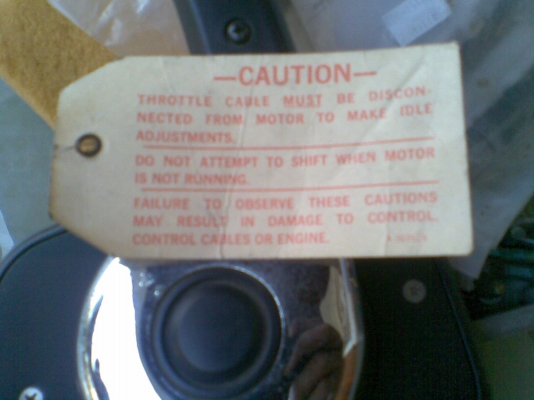 —CAUTION—
THROTTLE CABLE MUST BE DISCON-
NECTED FROM MOTOR TO MAKE IDLE
ADJUSTMENTS.
DO NOT ATTEMPT TO SHIFT WHEN MOTOR
IS NOT RUNNING.
FAILURE TO OBSERVE THESE CAUTIONS
MAY RESULT IN DAMAGE TO CONTROL,
CONTROL CABLES OR ENGINE.